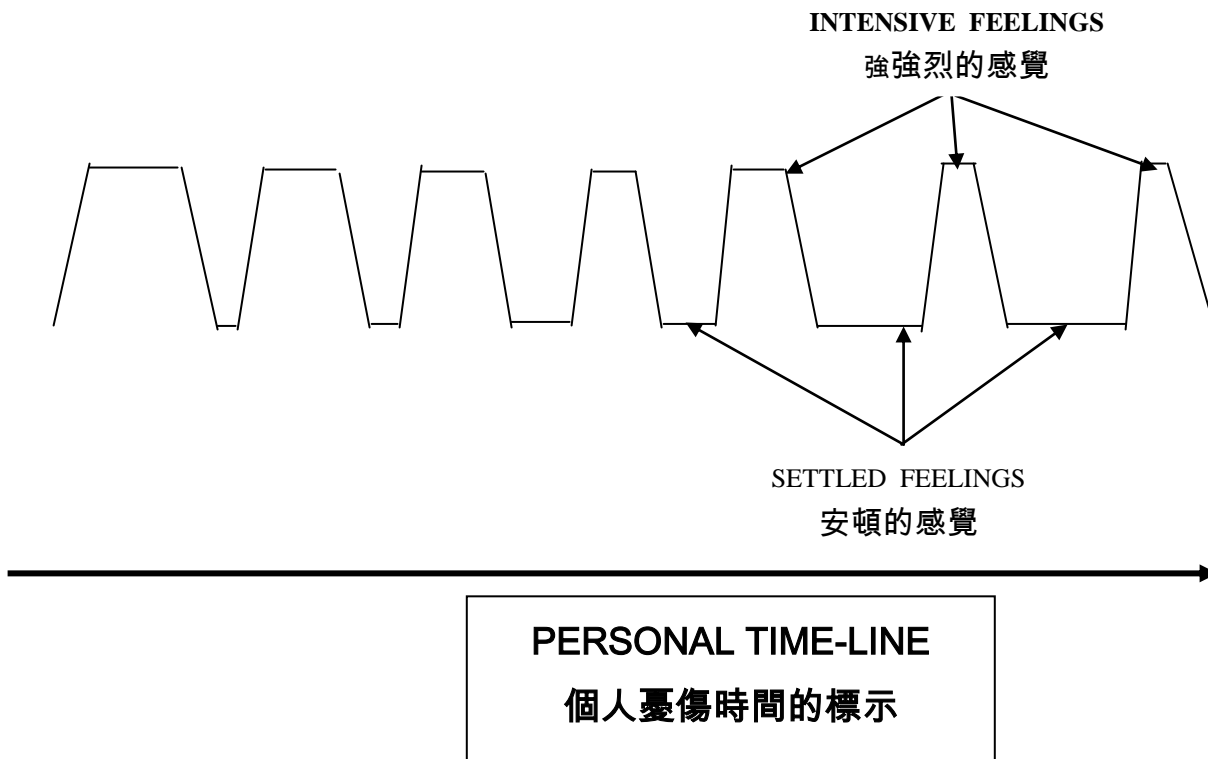 INTENSIVE FEELINGS
強強烈的感覺
SETTLED FEELINGS
安頓的感覺
PERSONAL TIME-LINE
個人憂傷時間的標示